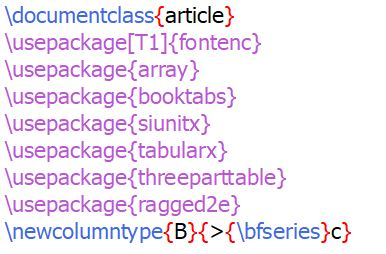 \documentclass{article}
\usepackage[T1]{fontenc}
\usepackage{array}
\usepackage{booktabs}
\usepackage{siunitx}
\usepackage{tabularx}
\usepackage{threeparttable}
\usepackage{ragged2e}
\newcolumntype{B}{>{\bfseries}c}